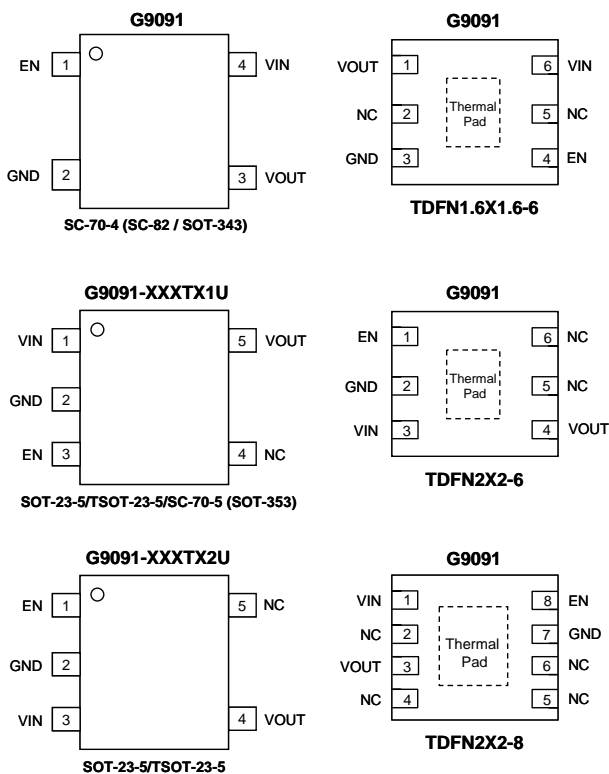 G9091
EN 1 4 VIN
GND 2 3 VOUT
SC-70-4 (SC-82 / SOT-343)
G9091
VOUT 1 6 VIN
NC 2 Thermal Pad 5 NC
GND 3 4 EN
TDFN1.6X1.6-6
G9091-XXXTX1U
VIN 1 5 VOUT
GND 2
EN 3 4 NC
SOT-23-5/TSOT-23-5/SC-70-5 (SOT-353)
G9091
EN 1 6 NC
GND 2 Thermal Pad 5 NC
VIN 3 4 VOUT
TDFN2X2-6
G9091-XXXTX2U
EN 1 5 NC
GND 2
VIN 3 4 VOUT
SOT-23-5/TSOT-23-5
G9091
VIN 1 8 EN
NC 2 7 GND
Thermal Pad
VOUT 3 6 NC
NC 4 5 NC
TDFN2X2-8